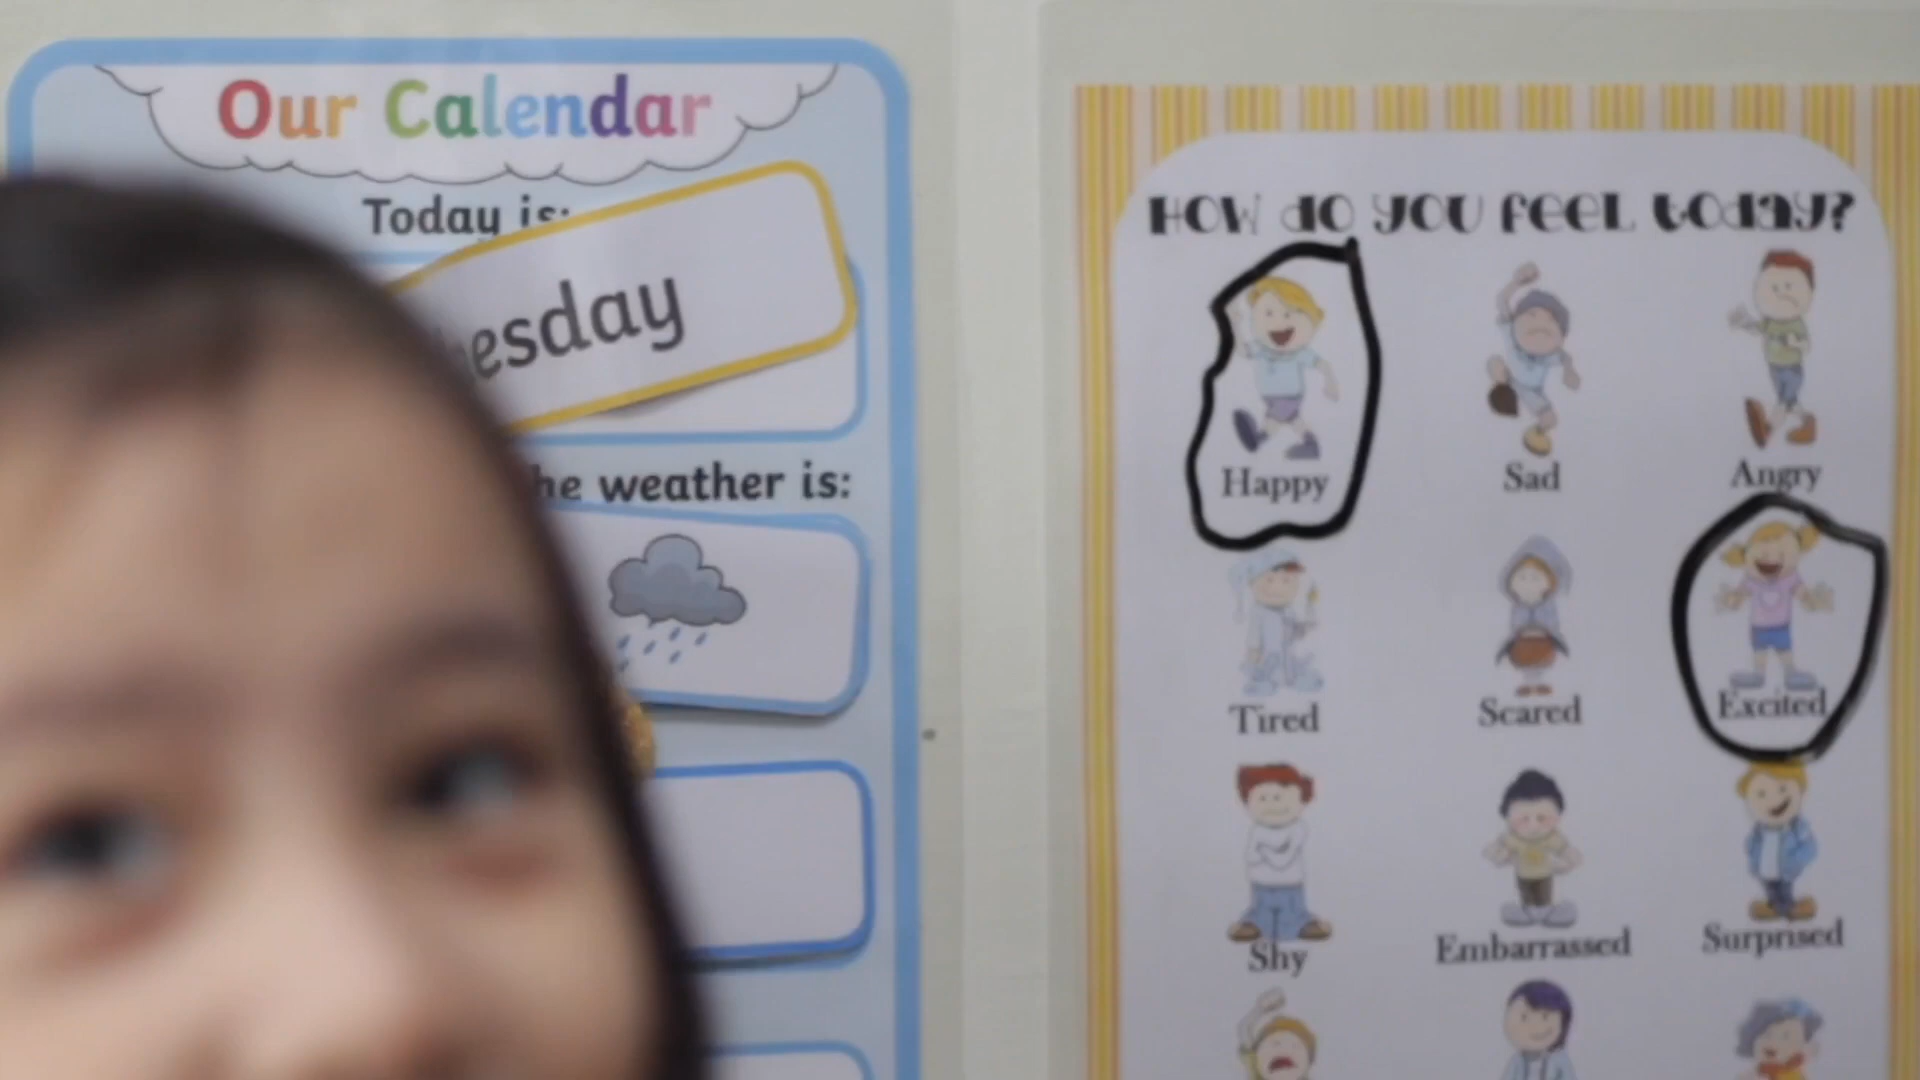 Our Calendar
Today is:
esday
he weather is:
How do you feel today?
Happy
Sad
Angry
Tired
Scared
Excited
Shy
Embarrassed
Surprised